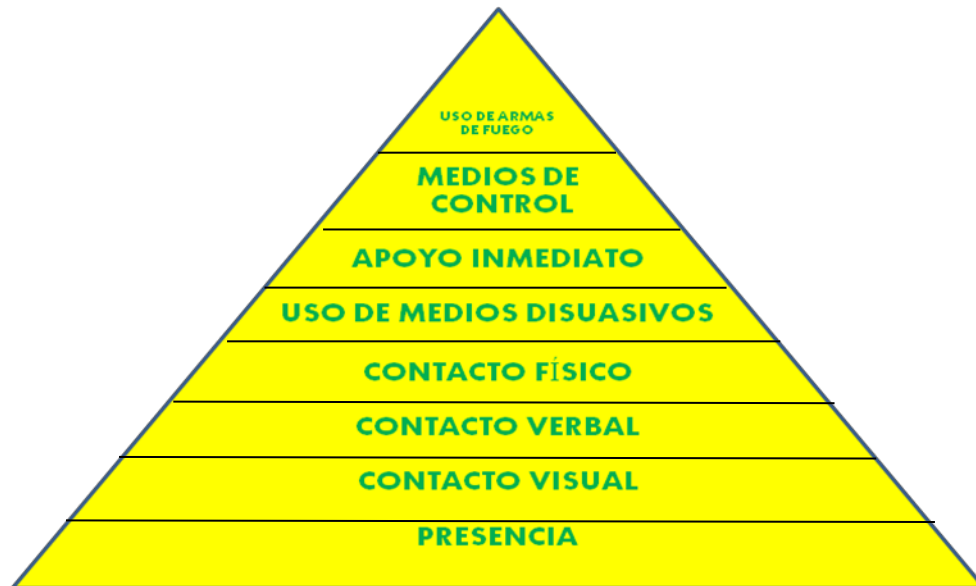 USO DE ARMAS
DE FUEGO
MEDIOS DE
CONTROL
APOYO INMEDIATO
USO DE MEDIOS DISUASIVOS
CONTACTO FÍSICO
CONTACTO VERBAL
CONTACTO VISUAL
PRESENCIA